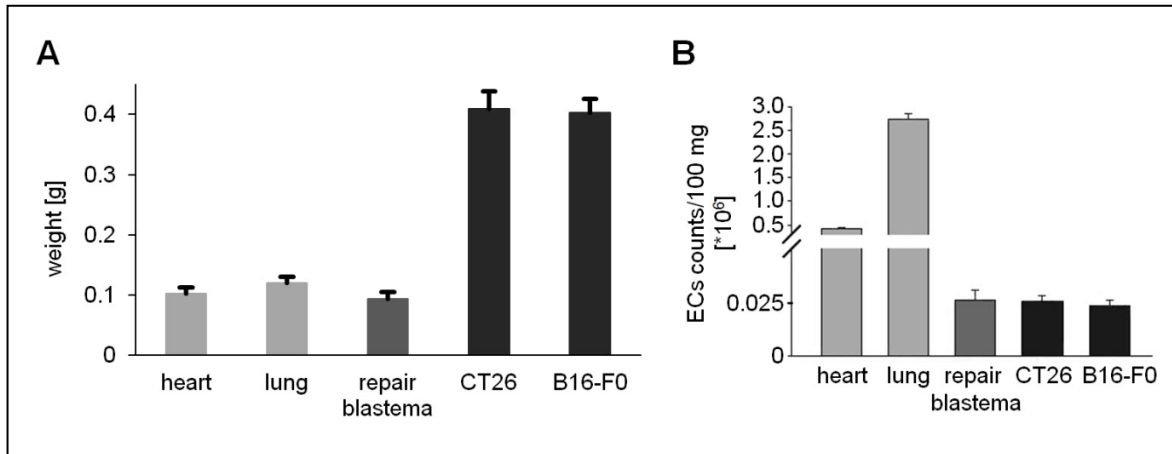 A
weight [g]
0.4
0.3
0.2
0.1
0
heart
lung
repair
blastema
CT26
B16-F0
B
ECs counts/100 mg
[*10⁶]
3.0
2.5
2.0
1.5
1.0
0.5
0.025
0
heart
lung
repair
blastema
CT26
B16-F0